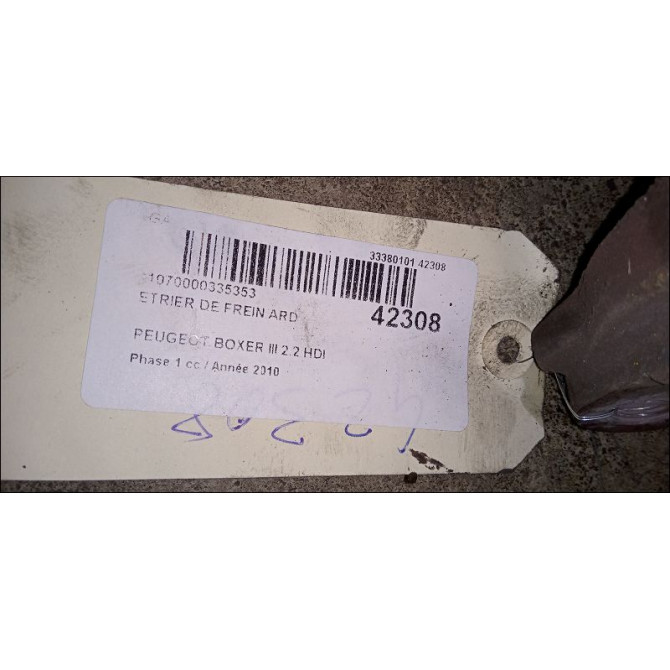 33380101 42308
1070000335353
42308
ETRIER DE FREIN ARD
PEUGEOT BOXER III 2.2 HDI
Phase 1 cc / Année 2010
42308